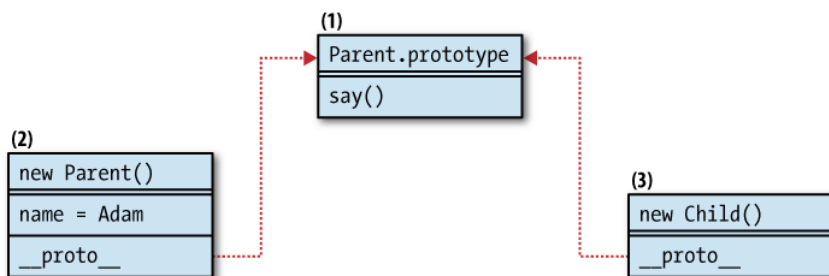 (1)
Parent.prototype
say()
(2)
new Parent()
name = Adam
__proto__
(3)
new Child()
__proto__